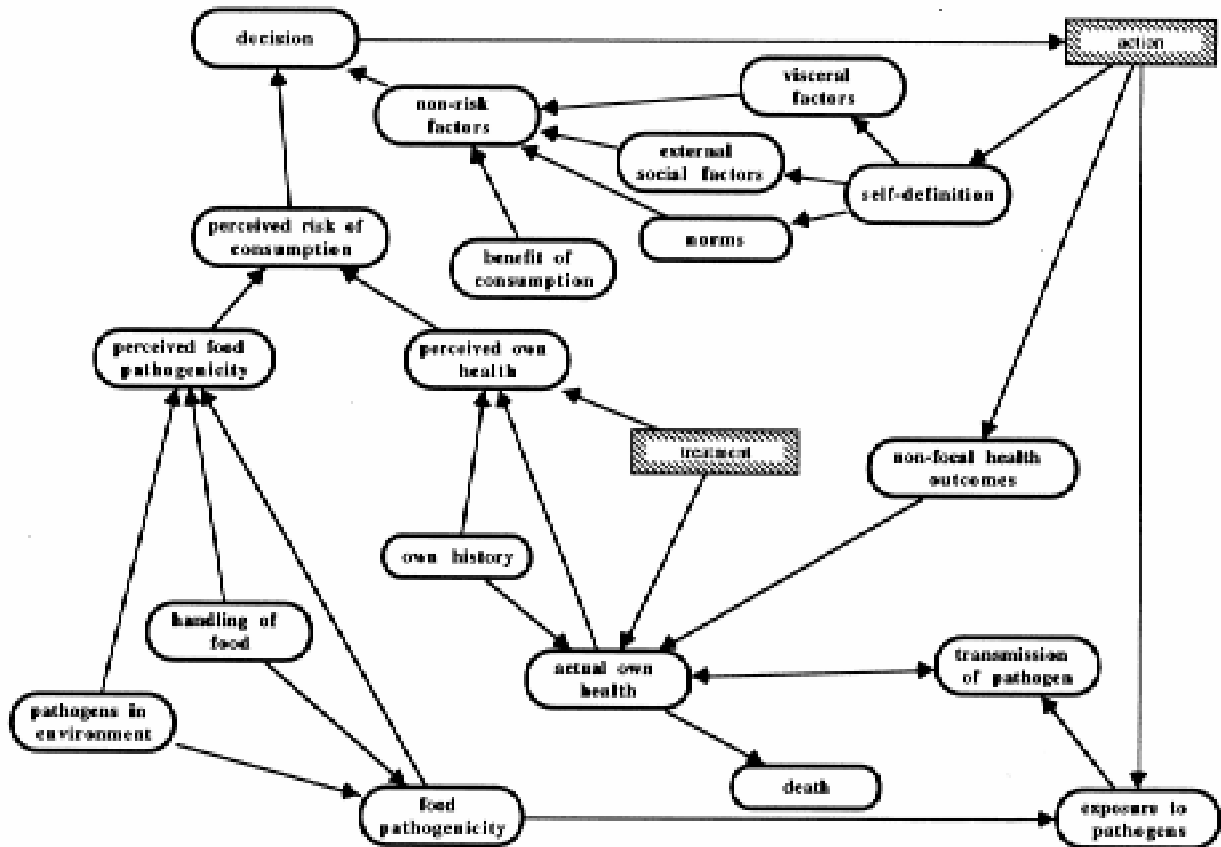 decision
action
visceral
factors
non-risk
factors
external
social factors
self-definition
perceived risk of
consumption
norms
benefit of
consumption
perceived food
pathogenicity
perceived own
health
treatment
non-focal health
outcomes
own history
handling of
food
actual own
health
transmission
of pathogen
pathogens in
environment
death
food
pathogenicity
exposure to
pathogens